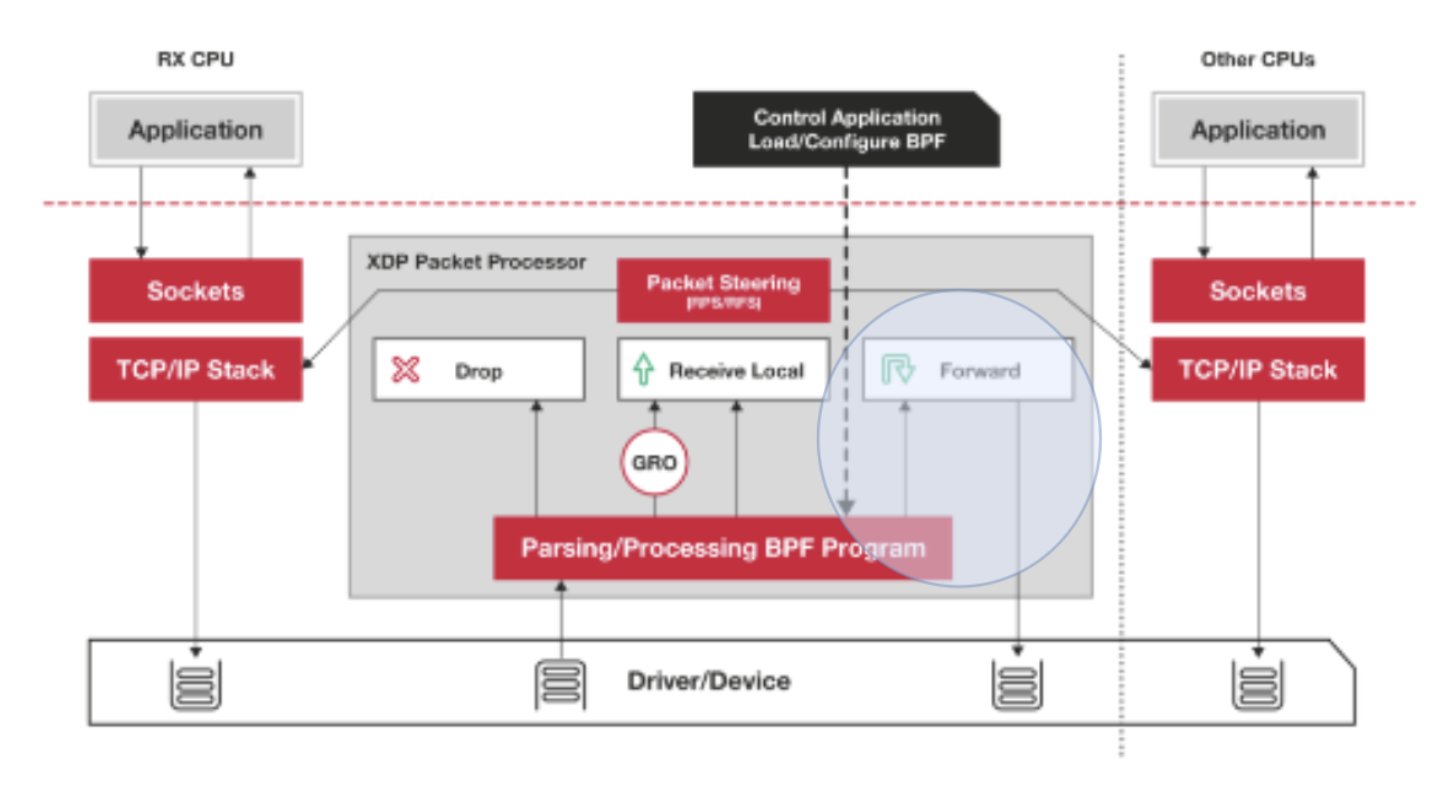 RX CPU
Other CPUs
Application
Control Application
Load/Configure BPF
Application
XDP Packet Processor
Sockets
Packet Steering
(RPS/RFS)
Sockets
TCP/IP Stack
Drop
Receive Local
Forward
TCP/IP Stack
GRO
Parsing/Processing BPF Program
Driver/Device